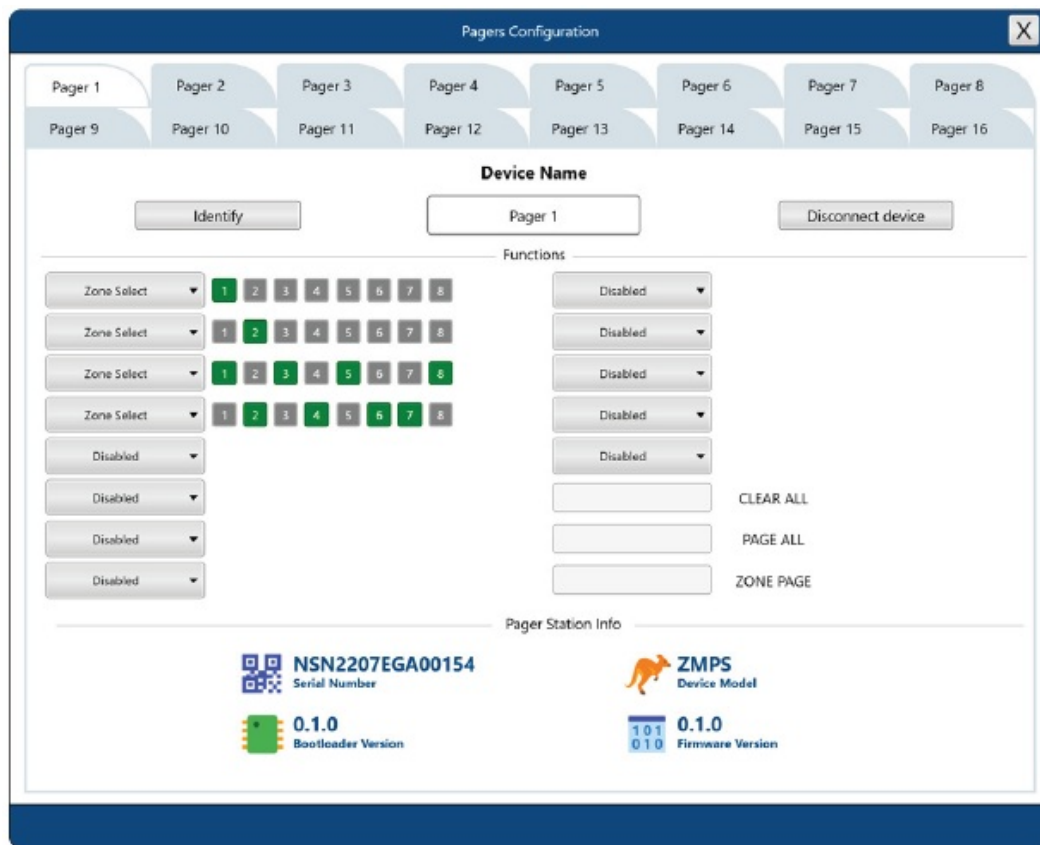 Pagers Configuration X
Pager 1 Pager 2 Pager 3 Pager 4 Pager 5 Pager 6 Pager 7 Pager 8
Pager 9 Pager 10 Pager 11 Pager 12 Pager 13 Pager 14 Pager 15 Pager 16
Device Name
Identify Pager 1 Disconnect device
Functions
Zone Select 1 2 3 4 5 6 7 8 Disabled
Zone Select 1 2 3 4 5 6 7 8 Disabled
Zone Select 1 2 3 4 5 6 7 8 Disabled
Zone Select 1 2 3 4 5 6 7 8 Disabled
Disabled Disabled
Disabled CLEAR ALL
Disabled PAGE ALL
Disabled ZONE PAGE
Pager Station Info
NSN2207EGA00154 ZMPS
Serial Number Device Model
0.1.0 101 0.1.0
Bootloader Version 010 Firmware Version